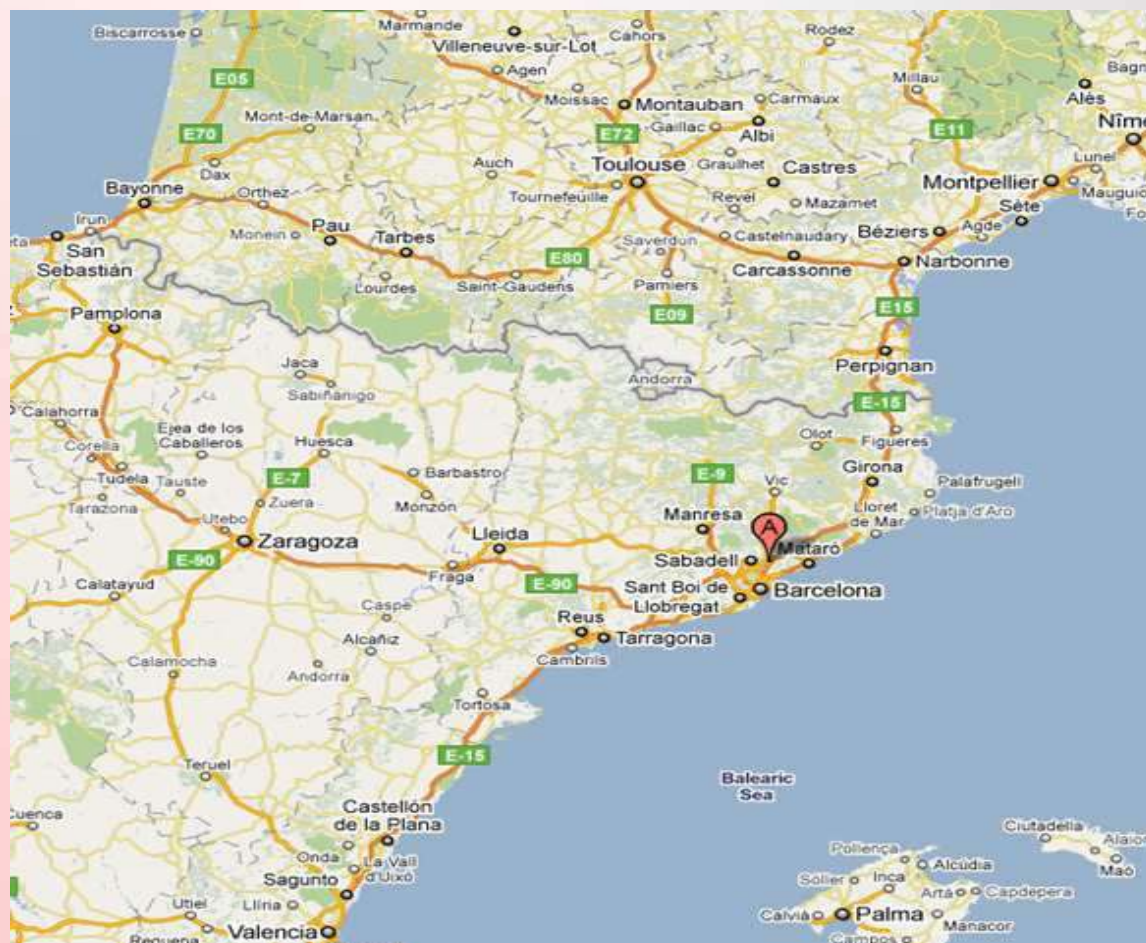 Marmande
Biscarrosse
Villeneuve-sur-Lot
Cahors
Rodez
Agen
E05
Moissac
Montauban
Carmaux
Millau
Alès
Mont-de-Marsan
E70
E72
Gaillac
Albi
E11
Nîm
Dax
Auch
Toulouse
Graulhet
Castres
Lunel
Bayonne
Orthez
Tournefeuille
Revel
Mazamet
Montpellier
Mauguio
Irun
Monein
Pau
Tarbes
Saverdun
Castelnaudary
Béziers
Agde
Sète
San
Sebastián
E80
Carcassonne
Narbonne
Lourdes
Saint-Gaudens
Pamiers
E15
Pamplona
E09
Perpignan
Jaca
Andorra
Sabiñánigo
E-15
Calahorra
Ejea de los
Caballeros
Olot
Figueres
Corella
Huesca
Girona
Tudela
Tauste
E-7
Barbastro
E-9
Vic
Palafrugell
Tarazona
Zuera
Monzón
Lloret
de Mar
Platja d'Aro
Utebo
Lleida
Manresa
A
Zaragoza
Mataró
E-90
Sabadell
Calatayud
Fraga
E-90
Sant Boi de
Llobregat
Barcelona
Caspe
Reus
Tarragona
Alcañiz
Cambrils
Calamocha
Andorra
Tortosa
E-15
Teruel
Balearic
Sea
Castellón
de la Plana
Cuenca
Ciutadella
Alaior
Onda
La Vall
d'Uixó
Pollença
Alcúdia
Maó
Sagunto
Sóller
Inca
Artà
Capdepera
Utiel
Llíria
Calvià
Palma
Manacor
Valencia
Requena
Campos